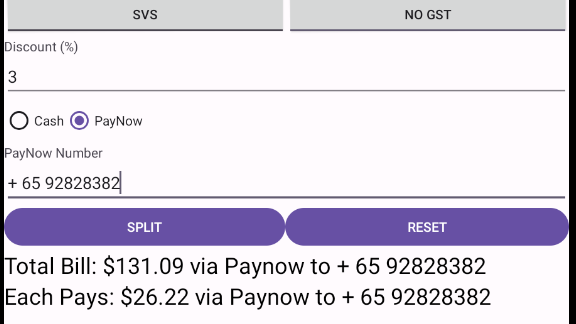 SVS NO GST
Discount (%)
3
Cash PayNow
PayNow Number
+ 65 92828382
SPLIT RESET
Total Bill: $131.09 via Paynow to + 65 92828382
Each Pays: $26.22 via Paynow to + 65 92828382